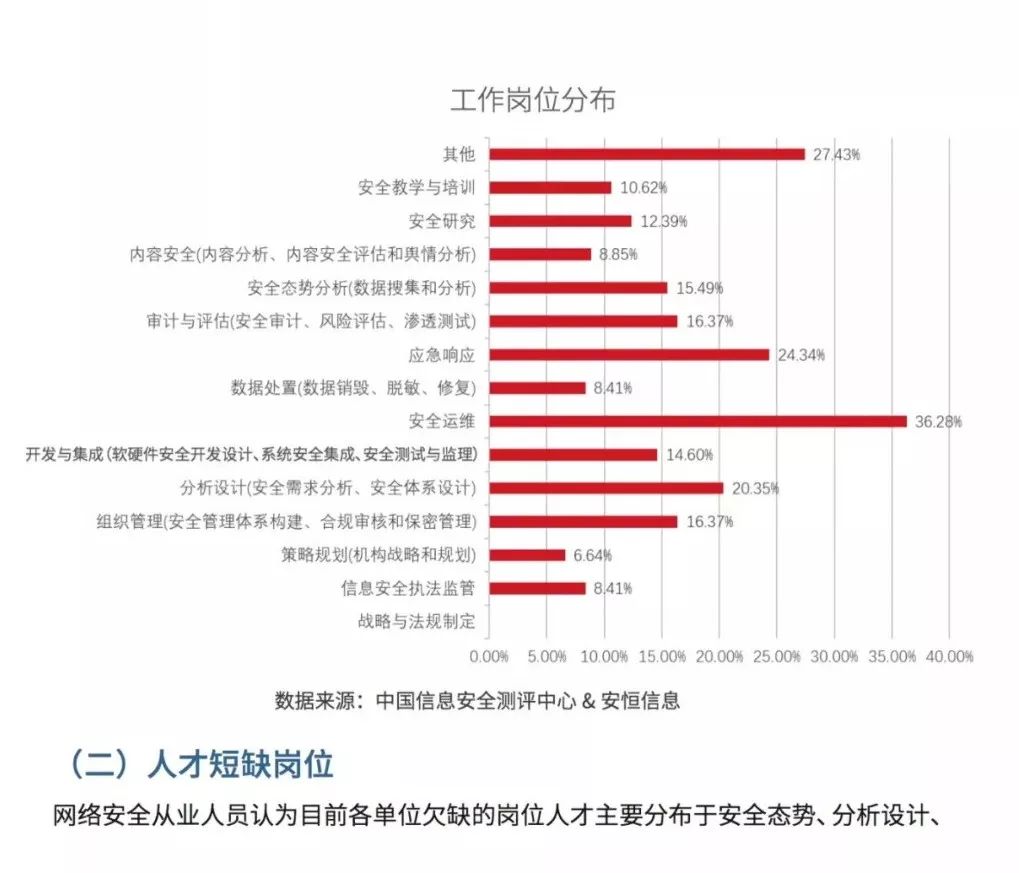 工作岗位分布
其他 27.43%
安全教学与培训 10.62%
安全研究 12.39%
内容安全(内容分析、内容安全评估和舆情分析) 8.85%
安全态势分析(数据搜集和分析) 15.49%
审计与评估(安全审计、风险评估、渗透测试) 16.37%
应急响应 24.34%
数据处置(数据销毁、脱敏、修复) 8.41%
安全运维 36.28%
开发与集成(软硬件安全开发设计、系统安全集成、安全测试与监理) 14.60%
分析设计(安全需求分析、安全体系设计) 20.35%
组织管理(安全管理体系构建、合规审核和保密管理) 16.37%
策略规划(机构战略和规划) 6.64%
信息安全执法监管 8.41%
战略与法规制定
0.00% 5.00% 10.00% 15.00% 20.00% 25.00% 30.00% 35.00% 40.00%
数据来源：中国信息安全测评中心 & 安恒信息
（二）人才短缺岗位
网络安全从业人员认为目前各单位欠缺的岗位人才主要分布于安全态势、分析设计、